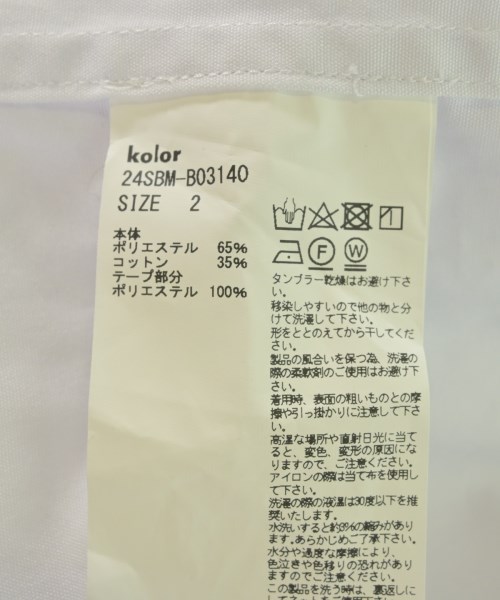 kolor
24SBM-B03140
SIZE 2
本体
ポリエステル 65%
コットン 35%
テープ部分
ポリエステル 100%
F W
タンブラー乾燥はお避け下さ
い。
移染しやすいので他の物と分
けて洗濯して下さい。
形をととのえてから干してくだ
さい。
製品の風合いを保つ為、洗濯の
際の柔軟剤のご使用はお避け下
さい。
着用時、表面の粗いものとの摩
擦や引っ掛かりに注意して下さ
い。
高温な場所や直射日光に当て
ると、変色、変形の原因にな
りますので、ご注意ください。
アイロンの際は当て布を使用し
て下さい。
洗濯の際の液温は30度以下を推
奨いたします。
水洗いすると約3%の縮みがあり
ます。あらかじめご了承下さい。
水分や過度な摩擦により、
色泣きや色移りの恐れがあり
ますのでご注意ください。
この製品を洗う時は、裏返しに